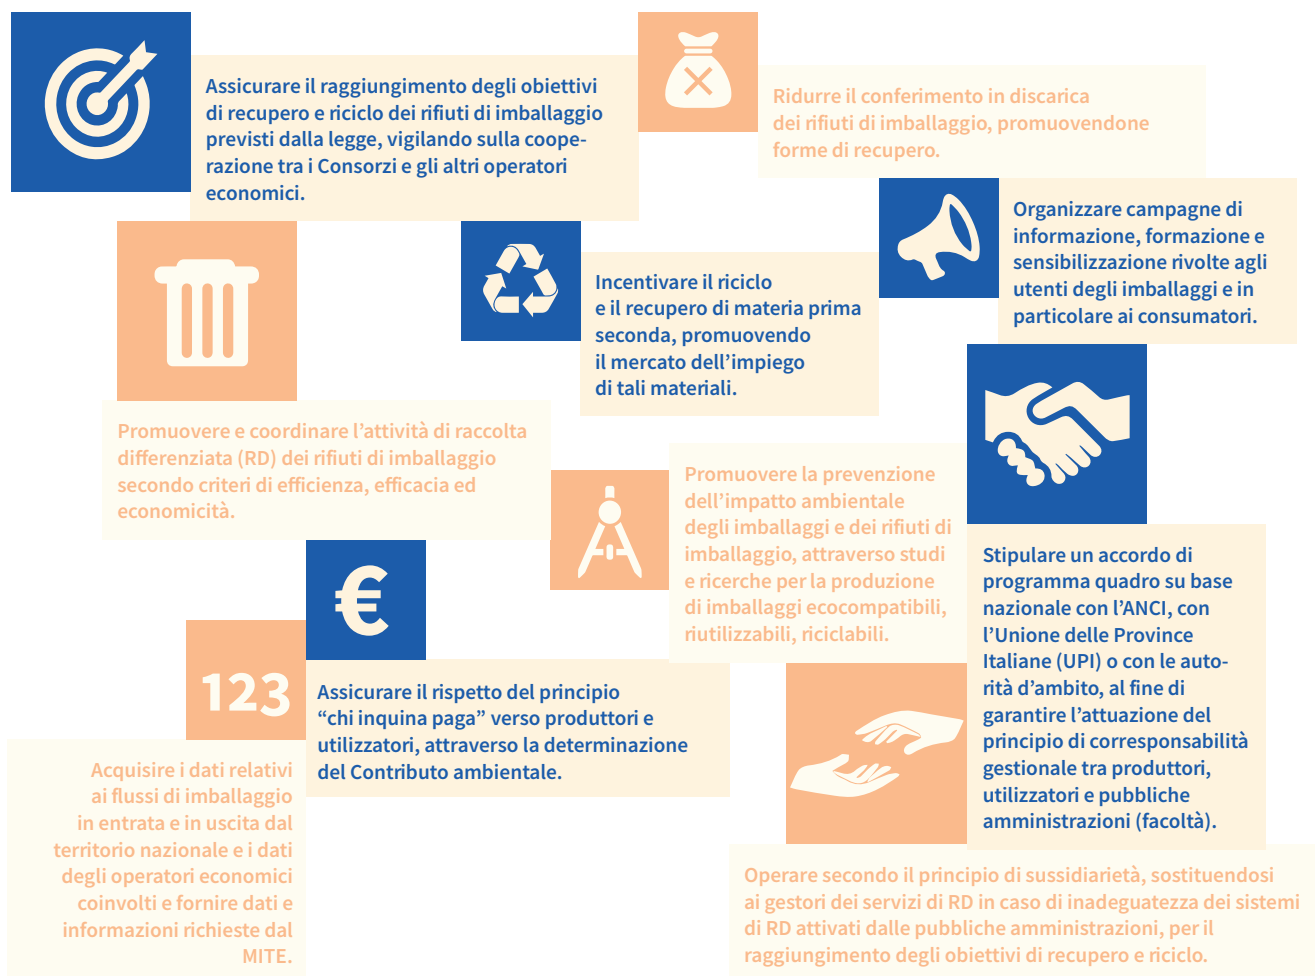 Assicurare il raggiungimento degli obiettivi
di recupero e riciclo dei rifiuti di imballaggio
previsti dalla legge, vigilando sulla coope-
razione tra i Consorzi e gli altri operatori
economici.
Ridurre il conferimento in discarica
dei rifiuti di imballaggio, promuovendone
forme di recupero.
Organizzare campagne di
informazione, formazione e
sensibilizzazione rivolte agli
utenti degli imballaggi e in
particolare ai consumatori.
Incentivare il riciclo
e il recupero di materia prima
seconda, promuovendo
il mercato dell’impiego
di tali materiali.
Promuovere e coordinare l’attività di raccolta
differenziata (RD) dei rifiuti di imballaggio
secondo criteri di efficienza, efficacia ed
economicità.
Promuovere la prevenzione
dell’impatto ambientale
degli imballaggi e dei rifiuti di
imballaggio, attraverso studi
e ricerche per la produzione
di imballaggi ecocompatibili,
riutilizzabili, riciclabili.
Stipulare un accordo di
programma quadro su base
nazionale con l’ANCI, con
l’Unione delle Province
Italiane (UPI) o con le auto-
rità d’ambito, al fine di
garantire l’attuazione del
principio di corresponsabilità
gestionale tra produttori,
utilizzatori e pubbliche
amministrazioni (facoltà).
€
Assicurare il rispetto del principio
“chi inquina paga” verso produttori e
utilizzatori, attraverso la determinazione
del Contributo ambientale.
123
Acquisire i dati relativi
ai flussi di imballaggio
in entrata e in uscita dal
territorio nazionale e i dati
degli operatori economici
coinvolti e fornire dati e
informazioni richieste dal
MITE.
Operare secondo il principio di sussidiarietà, sostituendosi
ai gestori dei servizi di RD in caso di inadeguatezza dei sistemi
di RD attivati dalle pubbliche amministrazioni, per il
raggiungimento degli obiettivi di recupero e riciclo.